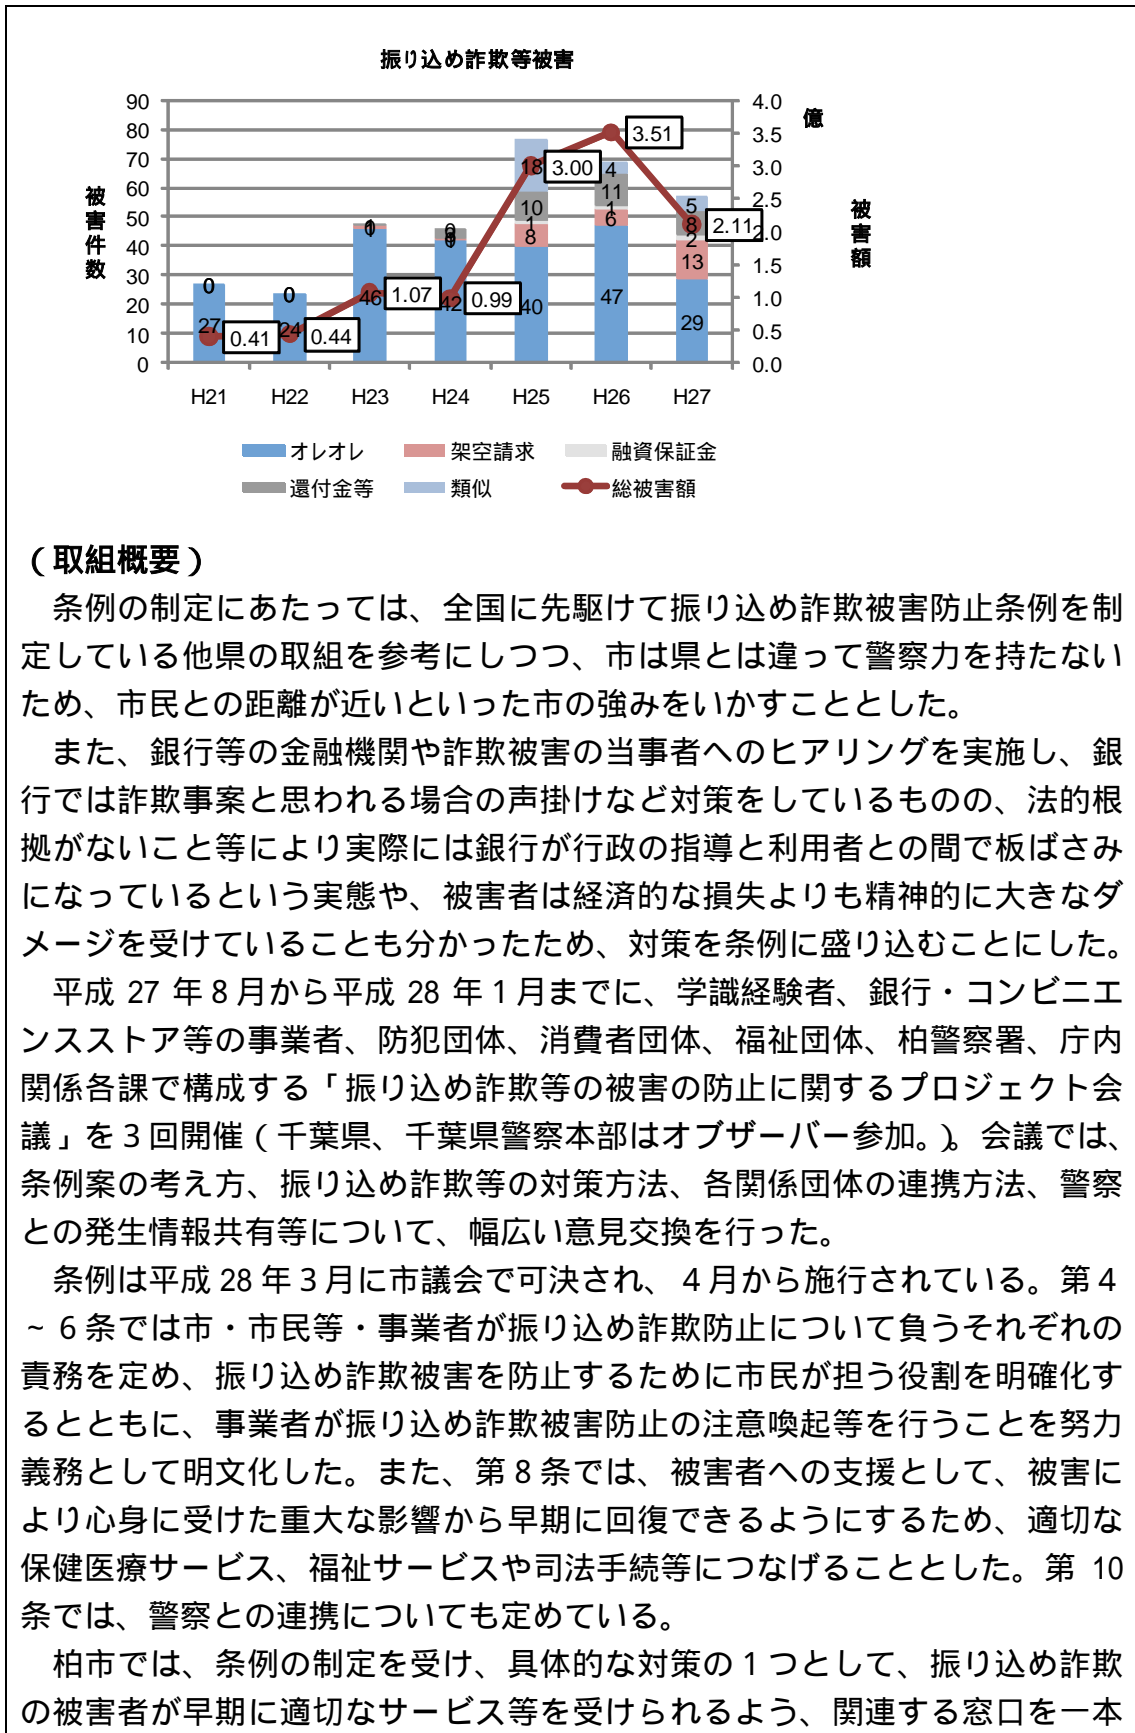 振り込め詐欺等被害
90
80
70
60
50
40
30
20
10
0
被害件数
4.0
3.5
3.0
2.5
2.0
1.5
1.0
0.5
0.0
億
被害額
0
27
0.41
0
24
0.44
46
1.07
42
0.99
18
10
1
8
40
3.00
4
11
1
6
47
3.51
5
8
2
13
29
2.11
H21 H22 H23 H24 H25 H26 H27
オレオレ 架空請求 融資保証金
還付金等 類似 総被害額
(取組概要)
条例の制定にあたっては、全国に先駆けて振り込め詐欺被害防止条例を制
定している他県の取組を参考にしつつ、市は県とは違って警察力を持たない
ため、市民との距離が近いといった市の強みをいかすこととした。
また、銀行等の金融機関や詐欺被害の当事者へのヒアリングを実施し、銀
行では詐欺事案と思われる場合の声掛けなど対策をしているものの、法的根
拠がないこと等により実際には銀行が行政の指導と利用者との間で板ばさみ
になっているという実態や、被害者は経済的な損失よりも精神的に大きなダ
メージを受けていることも分かったため、対策を条例に盛り込むことにした。
平成 27 年8月から平成 28 年1月までに、学識経験者、銀行・コンビニエ
ンスストア等の事業者、防犯団体、消費者団体、福祉団体、柏警察署、庁内
関係各課で構成する「振り込め詐欺等の被害の防止に関するプロジェクト会
議」を3回開催(千葉県、千葉県警察本部はオブザーバー参加。)。会議では、
条例案の考え方、振り込め詐欺等の対策方法、各関係団体の連携方法、警察
との発生情報共有等について、幅広い意見交換を行った。
条例は平成 28 年3月に市議会で可決され、4月から施行されている。第4
~6条では市・市民等・事業者が振り込め詐欺防止について負うそれぞれの
責務を定め、振り込め詐欺被害を防止するために市民が担う役割を明確化す
るとともに、事業者が振り込め詐欺被害防止の注意喚起等を行うことを努力
義務として明文化した。また、第8条では、被害者への支援として、被害に
より心身に受けた重大な影響から早期に回復できるようにするため、適切な
保健医療サービス、福祉サービスや司法手続等につなげることとした。第 10
条では、警察との連携についても定めている。
柏市では、条例の制定を受け、具体的な対策の1つとして、振り込め詐欺
の被害者が早期に適切なサービス等を受けられるよう、関連する窓口を一本